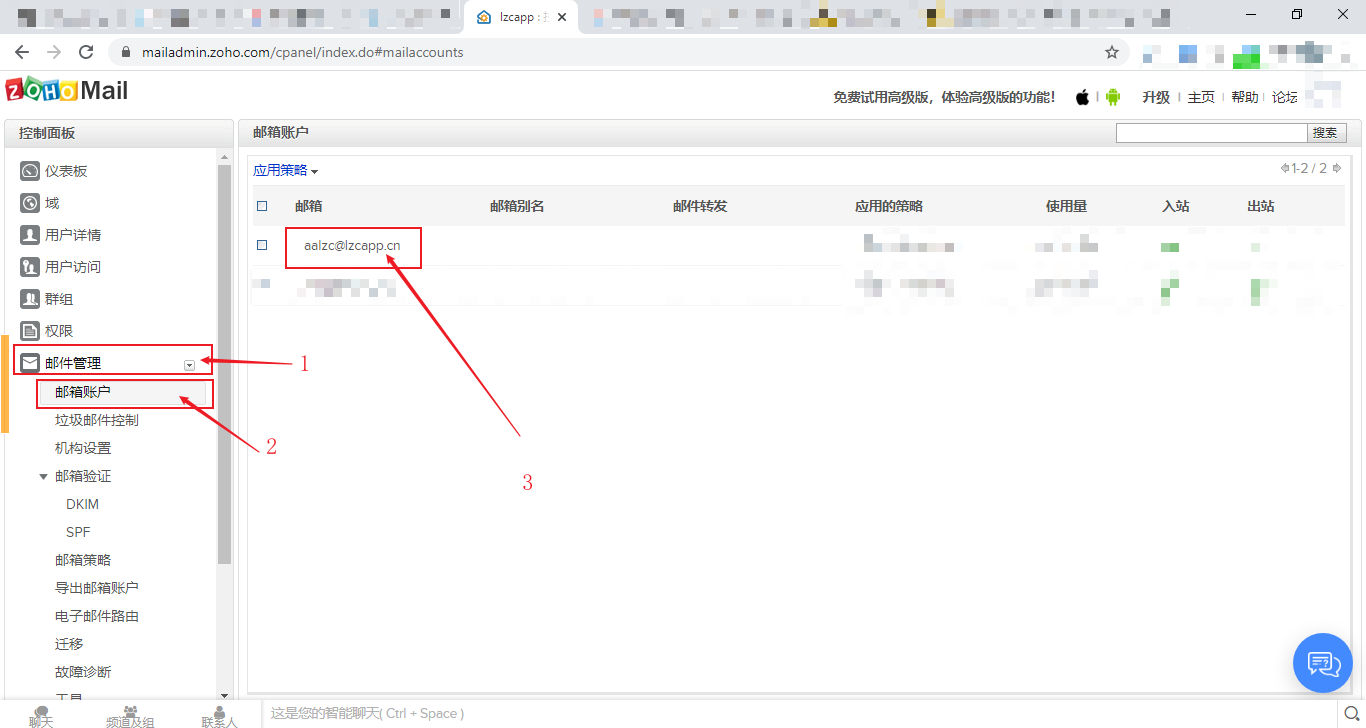 lzcapp : 
mailadmin.zoho.com/cpanel/index.do#mailaccounts
ZOHO Mail
免费试用高级版，体验高级版的功能！
升级 主页 帮助 论坛
控制面板
邮箱账户
搜索
仪表板
域
用户详情
用户访问
群组
权限
邮件管理
邮箱账户
垃圾邮件控制
机构设置
邮箱验证
DKIM
SPF
邮箱策略
导出邮箱账户
电子邮件路由
迁移
故障诊断
工具
应用策略
1-2 / 2
邮箱 邮箱别名 邮件转发 应用的策略 使用量 入站 出站
aalzc@lzcapp.cn
1
2
3
聊天 频道及组 联系人
这是您的智能聊天( Ctrl + Space )